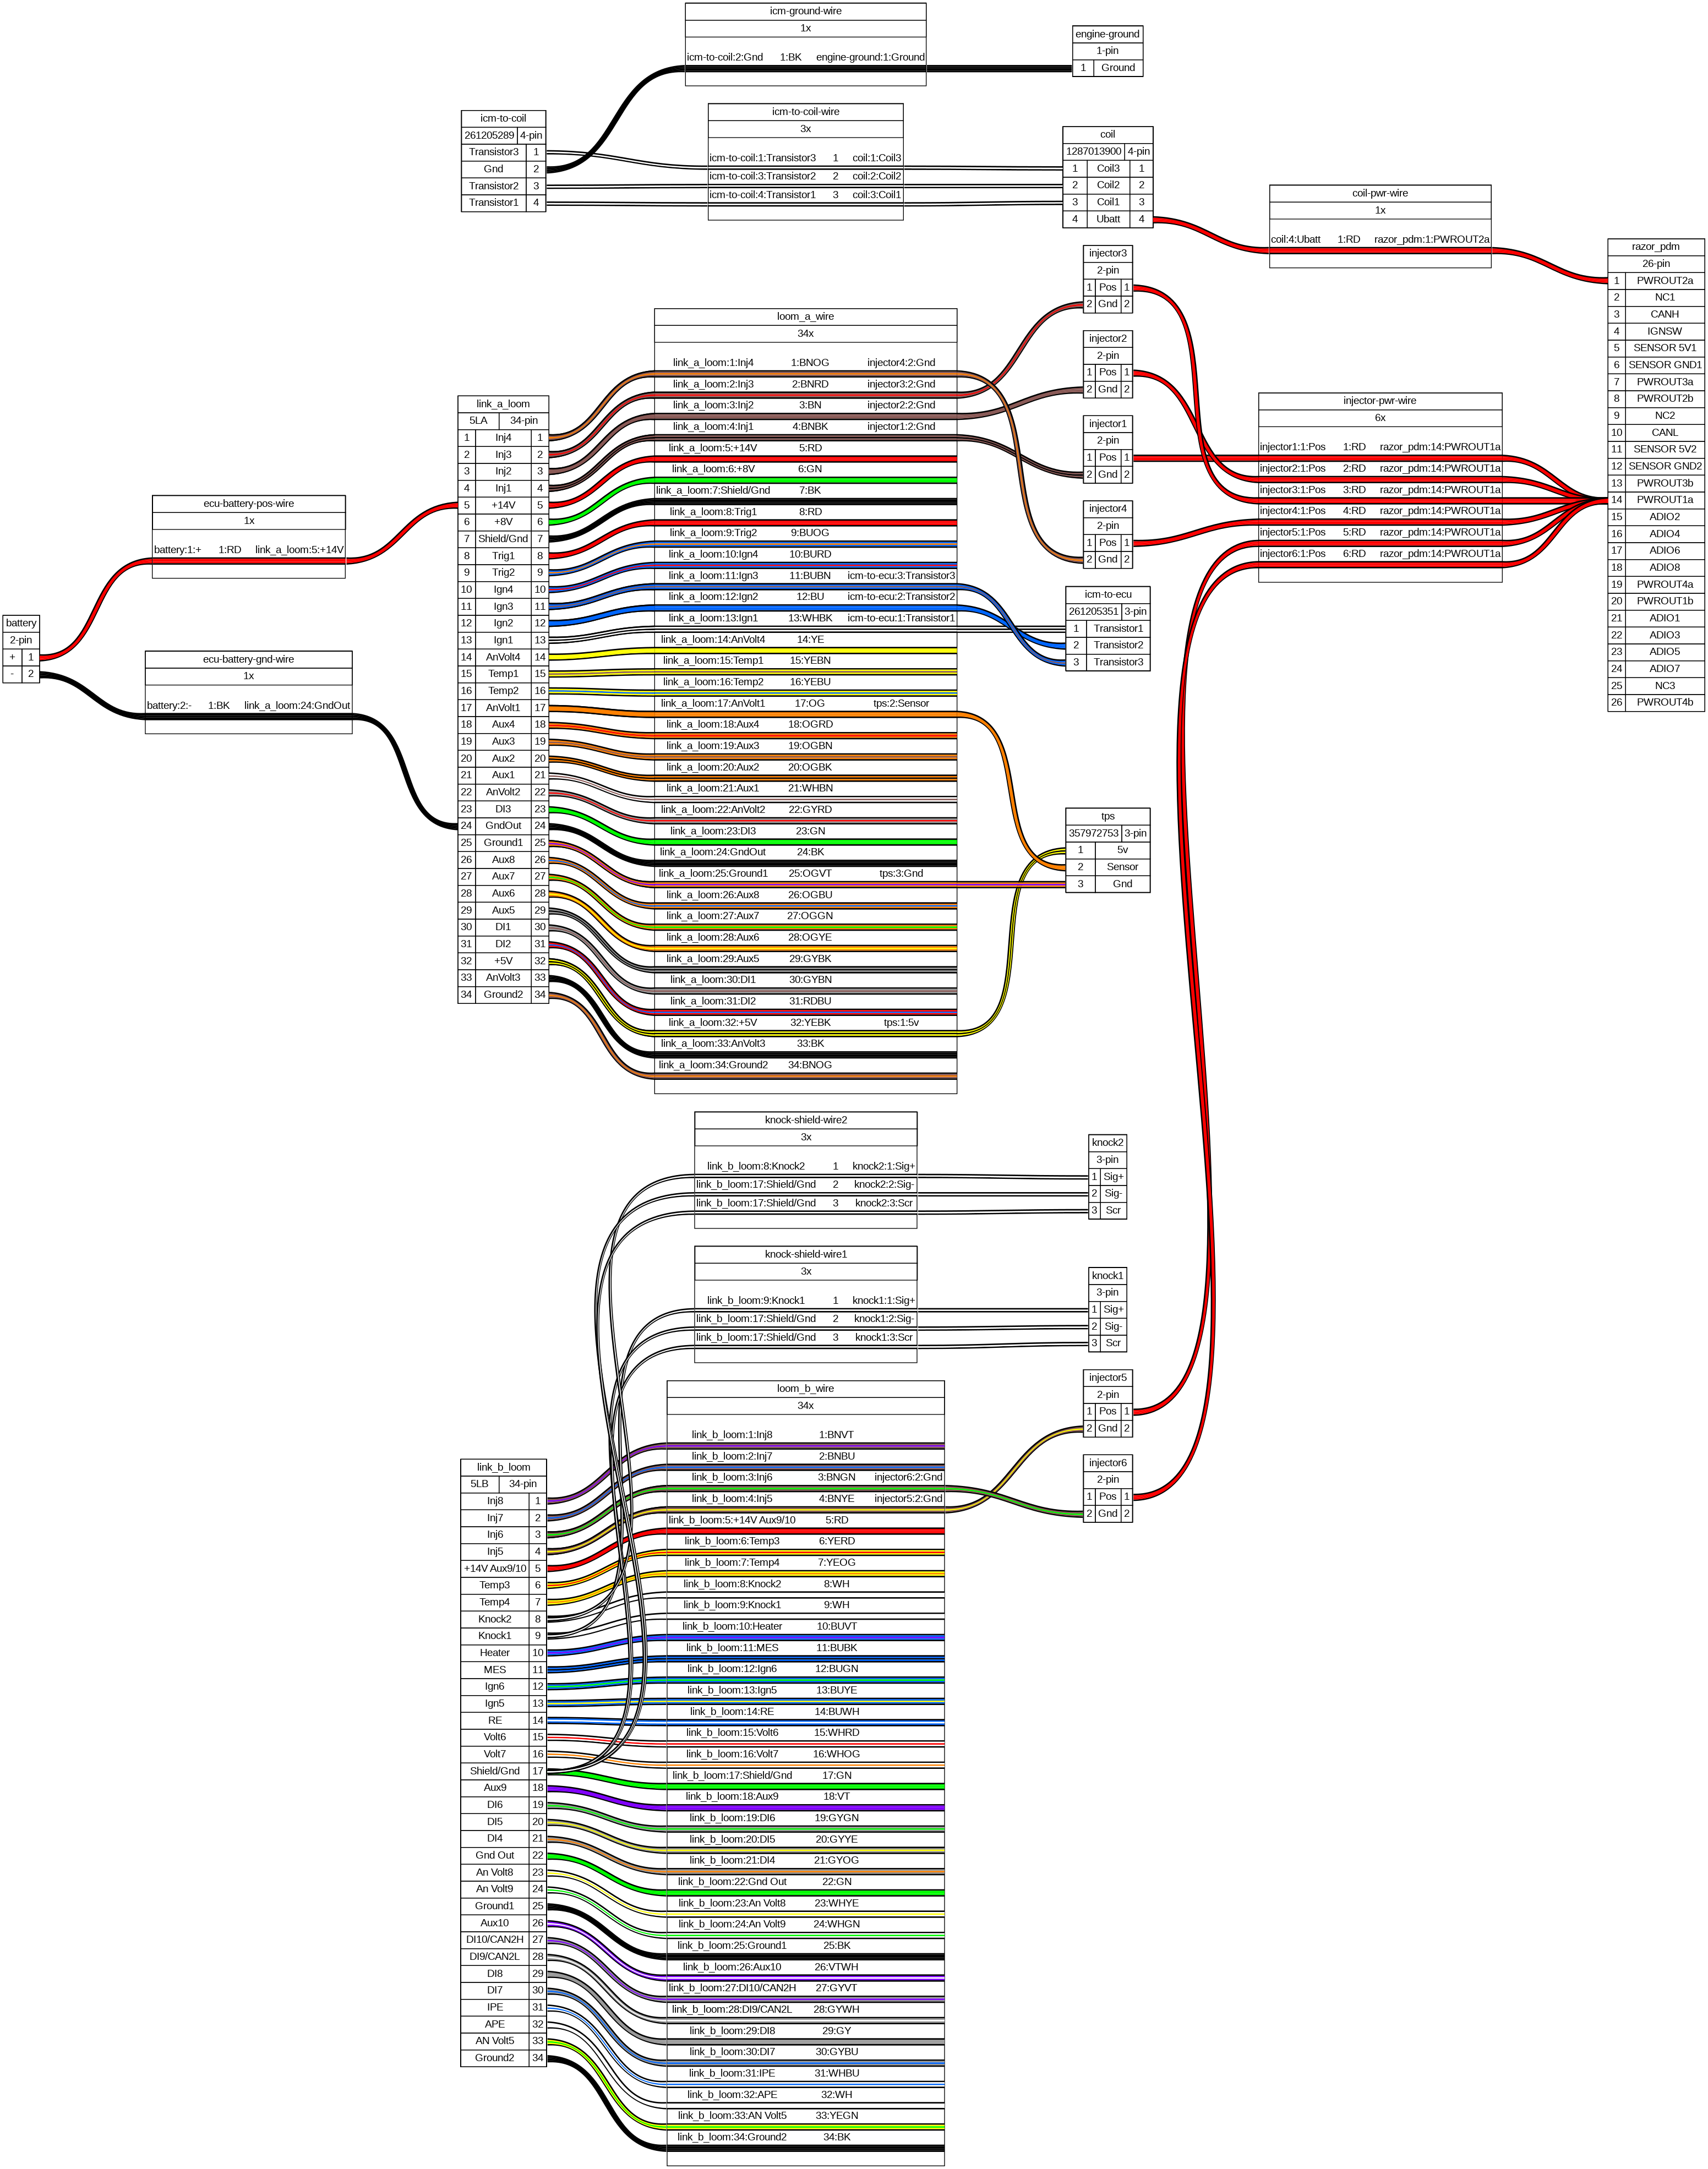 icm-ground-wire
1x
icm-to-coil:2:Gnd 1:BK engine-ground:1:Ground
engine-ground
1-pin
1 Ground
icm-to-coil
261205289 4-pin
Transistor3 1
Gnd 2
Transistor2 3
Transistor1 4
icm-to-coil-wire
3x
icm-to-coil:1:Transistor3 1 coil:1:Coil3
icm-to-coil:3:Transistor2 2 coil:2:Coil2
icm-to-coil:4:Transistor1 3 coil:3:Coil1
coil
1287013900 4-pin
1 Coil3 1
2 Coil2 2
3 Coil1 3
4 Ubatt 4
coil-pwr-wire
1x
coil:4:Ubatt 1:RD razor_pdm:1:PWROUT2a
razor_pdm
26-pin
1 PWROUT2a
2 NC1
3 CANH
4 IGNSW
5 SENSOR 5V1
6 SENSOR GND1
7 PWROUT3a
8 PWROUT2b
9 NC2
10 CANL
11 SENSOR 5V2
12 SENSOR GND2
13 PWROUT3b
14 PWROUT1a
15 ADIO2
16 ADIO4
17 ADIO6
18 ADIO8
19 PWROUT4a
20 PWROUT1b
21 ADIO1
22 ADIO3
23 ADIO5
24 ADIO7
25 NC3
26 PWROUT4b
injector3
2-pin
1 Pos 1
2 Gnd 2
injector2
2-pin
1 Pos 1
2 Gnd 2
injector1
2-pin
1 Pos 1
2 Gnd 2
injector4
2-pin
1 Pos 1
2 Gnd 2
injector-pwr-wire
6x
injector1:1:Pos 1:RD razor_pdm:14:PWROUT1a
injector2:1:Pos 2:RD razor_pdm:14:PWROUT1a
injector3:1:Pos 3:RD razor_pdm:14:PWROUT1a
injector4:1:Pos 4:RD razor_pdm:14:PWROUT1a
injector5:1:Pos 5:RD razor_pdm:14:PWROUT1a
injector6:1:Pos 6:RD razor_pdm:14:PWROUT1a
battery
2-pin
+ 1
- 2
ecu-battery-pos-wire
1x
battery:1:+ 1:RD link_a_loom:5:+14V
ecu-battery-gnd-wire
1x
battery:2:- 1:BK link_a_loom:24:GndOut
link_a_loom
5LA 34-pin
1 Inj4 1
2 Inj3 2
3 Inj2 3
4 Inj1 4
5 +14V 5
6 +8V 6
7 Shield/Gnd 7
8 Trig1 8
9 Trig2 9
10 Ign4 10
11 Ign3 11
12 Ign2 12
13 Ign1 13
14 AnVolt4 14
15 Temp1 15
16 Temp2 16
17 AnVolt1 17
18 Aux4 18
19 Aux3 19
20 Aux2 20
21 Aux1 21
22 AnVolt2 22
23 DI3 23
24 GndOut 24
25 Ground1 25
26 Aux8 26
27 Aux7 27
28 Aux6 28
29 Aux5 29
30 DI1 30
31 DI2 31
32 +5V 32
33 AnVolt3 33
34 Ground2 34
loom_a_wire
34x
link_a_loom:1:Inj4 1:BNOG injector4:2:Gnd
link_a_loom:2:Inj3 2:BNRD injector3:2:Gnd
link_a_loom:3:Inj2 3:BN injector2:2:Gnd
link_a_loom:4:Inj1 4:BNBK injector1:2:Gnd
link_a_loom:5:+14V 5:RD
link_a_loom:6:+8V 6:GN
link_a_loom:7:Shield/Gnd 7:BK
link_a_loom:8:Trig1 8:RD
link_a_loom:9:Trig2 9:BUOG
link_a_loom:10:Ign4 10:BURD
link_a_loom:11:Ign3 11:BUBN icm-to-ecu:3:Transistor3
link_a_loom:12:Ign2 12:BU icm-to-ecu:2:Transistor2
link_a_loom:13:Ign1 13:WHBK icm-to-ecu:1:Transistor1
link_a_loom:14:AnVolt4 14:YE
link_a_loom:15:Temp1 15:YEBN
link_a_loom:16:Temp2 16:YEBU
link_a_loom:17:AnVolt1 17:OG tps:2:Sensor
link_a_loom:18:Aux4 18:OGRD
link_a_loom:19:Aux3 19:OGBN
link_a_loom:20:Aux2 20:OGBK
link_a_loom:21:Aux1 21:WHBN
link_a_loom:22:AnVolt2 22:GYRD
link_a_loom:23:DI3 23:GN
link_a_loom:24:GndOut 24:BK
link_a_loom:25:Ground1 25:OGVT tps:3:Gnd
link_a_loom:26:Aux8 26:OGBU
link_a_loom:27:Aux7 27:OGGN
link_a_loom:28:Aux6 28:OGYE
link_a_loom:29:Aux5 29:GYBK
link_a_loom:30:DI1 30:GYBN
link_a_loom:31:DI2 31:RDBU
link_a_loom:32:+5V 32:YEBK tps:1:5v
link_a_loom:33:AnVolt3 33:BK
link_a_loom:34:Ground2 34:BNOG
icm-to-ecu
261205351 3-pin
1 Transistor1
2 Transistor2
3 Transistor3
tps
357972753 3-pin
1 5v
2 Sensor
3 Gnd
knock-shield-wire2
3x
link_b_loom:8:Knock2 1 knock2:1:Sig+
link_b_loom:17:Shield/Gnd 2 knock2:2:Sig-
link_b_loom:17:Shield/Gnd 3 knock2:3:Scr
knock2
3-pin
1 Sig+
2 Sig-
3 Scr
knock-shield-wire1
3x
link_b_loom:9:Knock1 1 knock1:1:Sig+
link_b_loom:17:Shield/Gnd 2 knock1:2:Sig-
link_b_loom:17:Shield/Gnd 3 knock1:3:Scr
knock1
3-pin
1 Sig+
2 Sig-
3 Scr
injector5
2-pin
1 Pos 1
2 Gnd 2
injector6
2-pin
1 Pos 1
2 Gnd 2
link_b_loom
5LB 34-pin
Inj8 1
Inj7 2
Inj6 3
Inj5 4
+14V Aux9/10 5
Temp3 6
Temp4 7
Knock2 8
Knock1 9
Heater 10
MES 11
Ign6 12
Ign5 13
RE 14
Volt6 15
Volt7 16
Shield/Gnd 17
Aux9 18
DI6 19
DI5 20
DI4 21
Gnd Out 22
An Volt8 23
An Volt9 24
Ground1 25
Aux10 26
DI10/CAN2H 27
DI9/CAN2L 28
DI8 29
DI7 30
IPE 31
APE 32
AN Volt5 33
Ground2 34
loom_b_wire
34x
link_b_loom:1:Inj8 1:BNVT
link_b_loom:2:Inj7 2:BNBU
link_b_loom:3:Inj6 3:BNGN injector6:2:Gnd
link_b_loom:4:Inj5 4:BNYE injector5:2:Gnd
link_b_loom:5:+14V Aux9/10 5:RD
link_b_loom:6:Temp3 6:YERD
link_b_loom:7:Temp4 7:YEOG
link_b_loom:8:Knock2 8:WH
link_b_loom:9:Knock1 9:WH
link_b_loom:10:Heater 10:BUVT
link_b_loom:11:MES 11:BUBK
link_b_loom:12:Ign6 12:BUGN
link_b_loom:13:Ign5 13:BUYE
link_b_loom:14:RE 14:BUWH
link_b_loom:15:Volt6 15:WHRD
link_b_loom:16:Volt7 16:WHOG
link_b_loom:17:Shield/Gnd 17:GN
link_b_loom:18:Aux9 18:VT
link_b_loom:19:DI6 19:GYGN
link_b_loom:20:DI5 20:GYYE
link_b_loom:21:DI4 21:GYOG
link_b_loom:22:Gnd Out 22:GN
link_b_loom:23:An Volt8 23:WHYE
link_b_loom:24:An Volt9 24:WHGN
link_b_loom:25:Ground1 25:BK
link_b_loom:26:Aux10 26:VTWH
link_b_loom:27:DI10/CAN2H 27:GYVT
link_b_loom:28:DI9/CAN2L 28:GYWH
link_b_loom:29:DI8 29:GY
link_b_loom:30:DI7 30:GYBU
link_b_loom:31:IPE 31:WHBU
link_b_loom:32:APE 32:WH
link_b_loom:33:AN Volt5 33:YEGN
link_b_loom:34:Ground2 34:BK